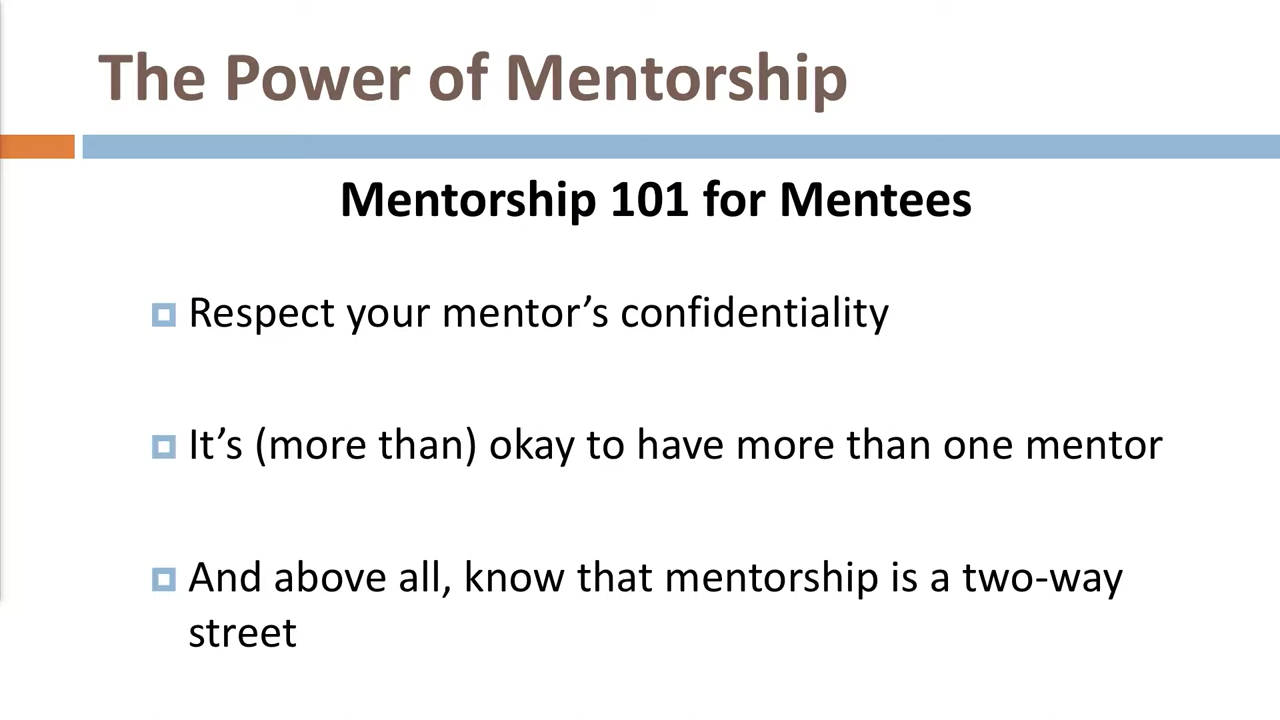 The Power of Mentorship
Mentorship 101 for Mentees
Respect your mentor’s confidentiality
It’s (more than) okay to have more than one mentor
And above all, know that mentorship is a two-way
street